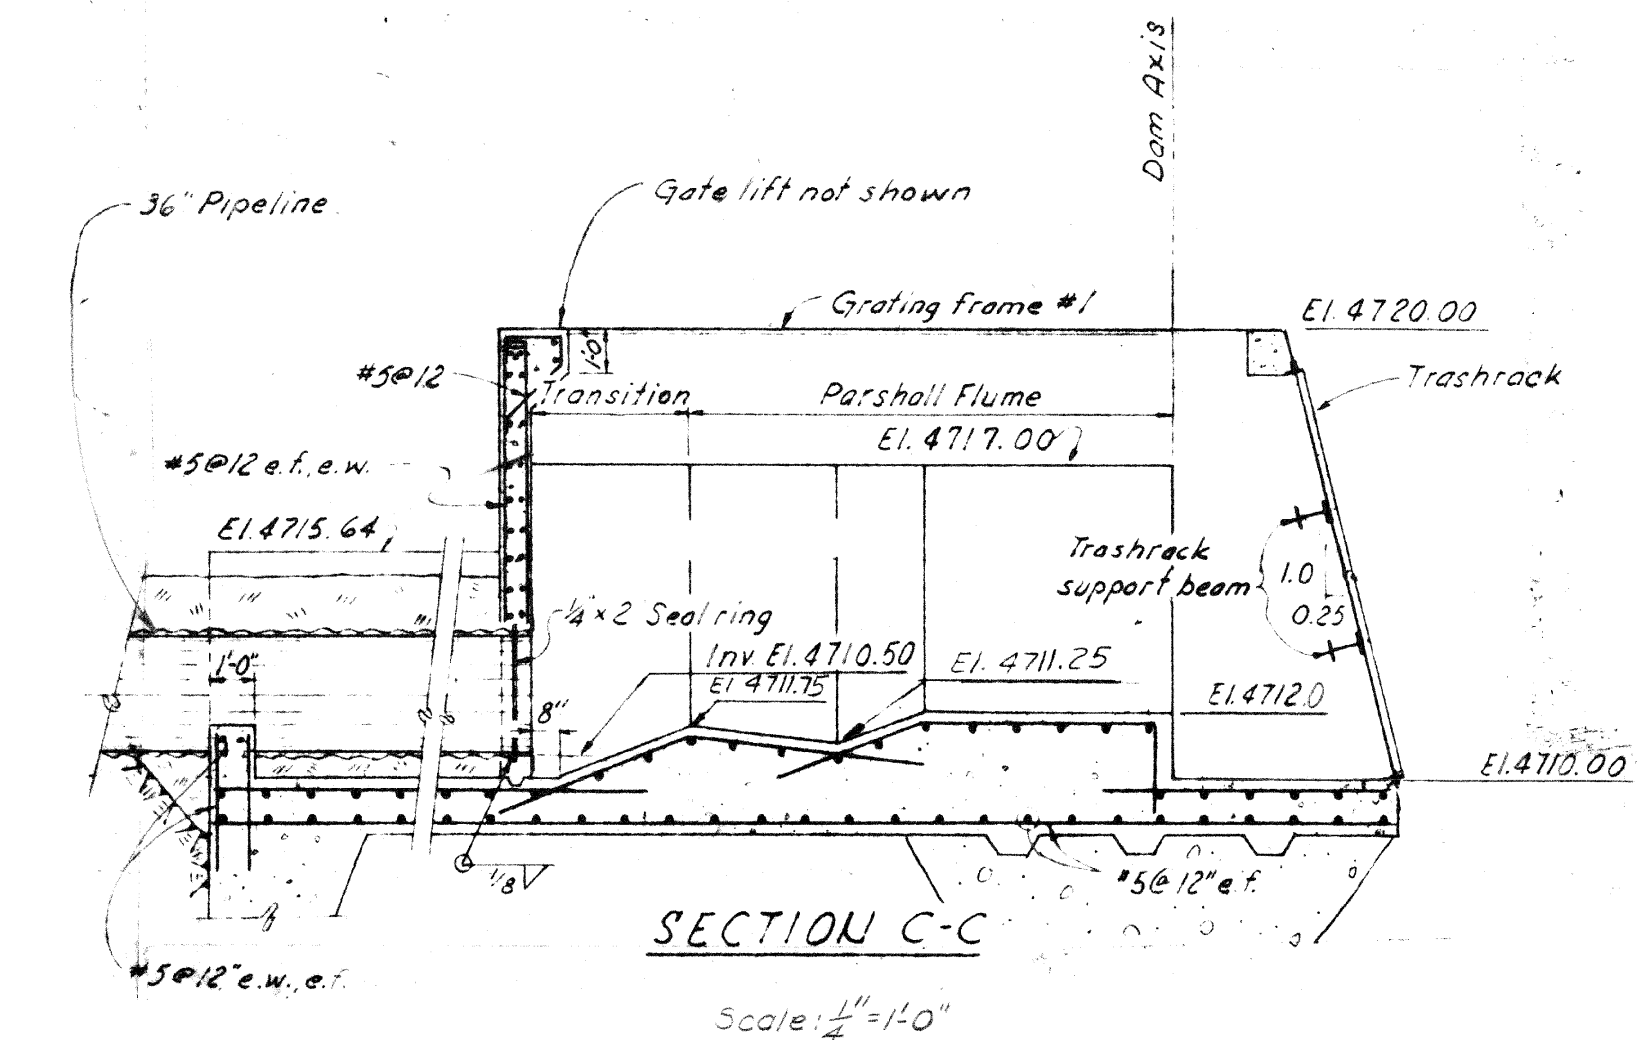 Dam Axis
36" Pipeline
Gate lift not shown
Grating frame #1
El. 4720.00
1'-0"
#5@12
Transition
Parshall Flume
Trashrack
El. 4717.00
#5@12 e.f., e.w.
El. 4715.64
Trashrack
support beam
1.0
0.25
1/4" x 2" Seal ring
Inv. El. 4710.50
El. 4711.25
1'-0"
El 4711.75
8"
El. 4712.0
El. 4710.00
1/8
#5@12" e.f.
SECTION C-C
#5@12" e.w., e.f.
Scale: 1/4" = 1'-0"